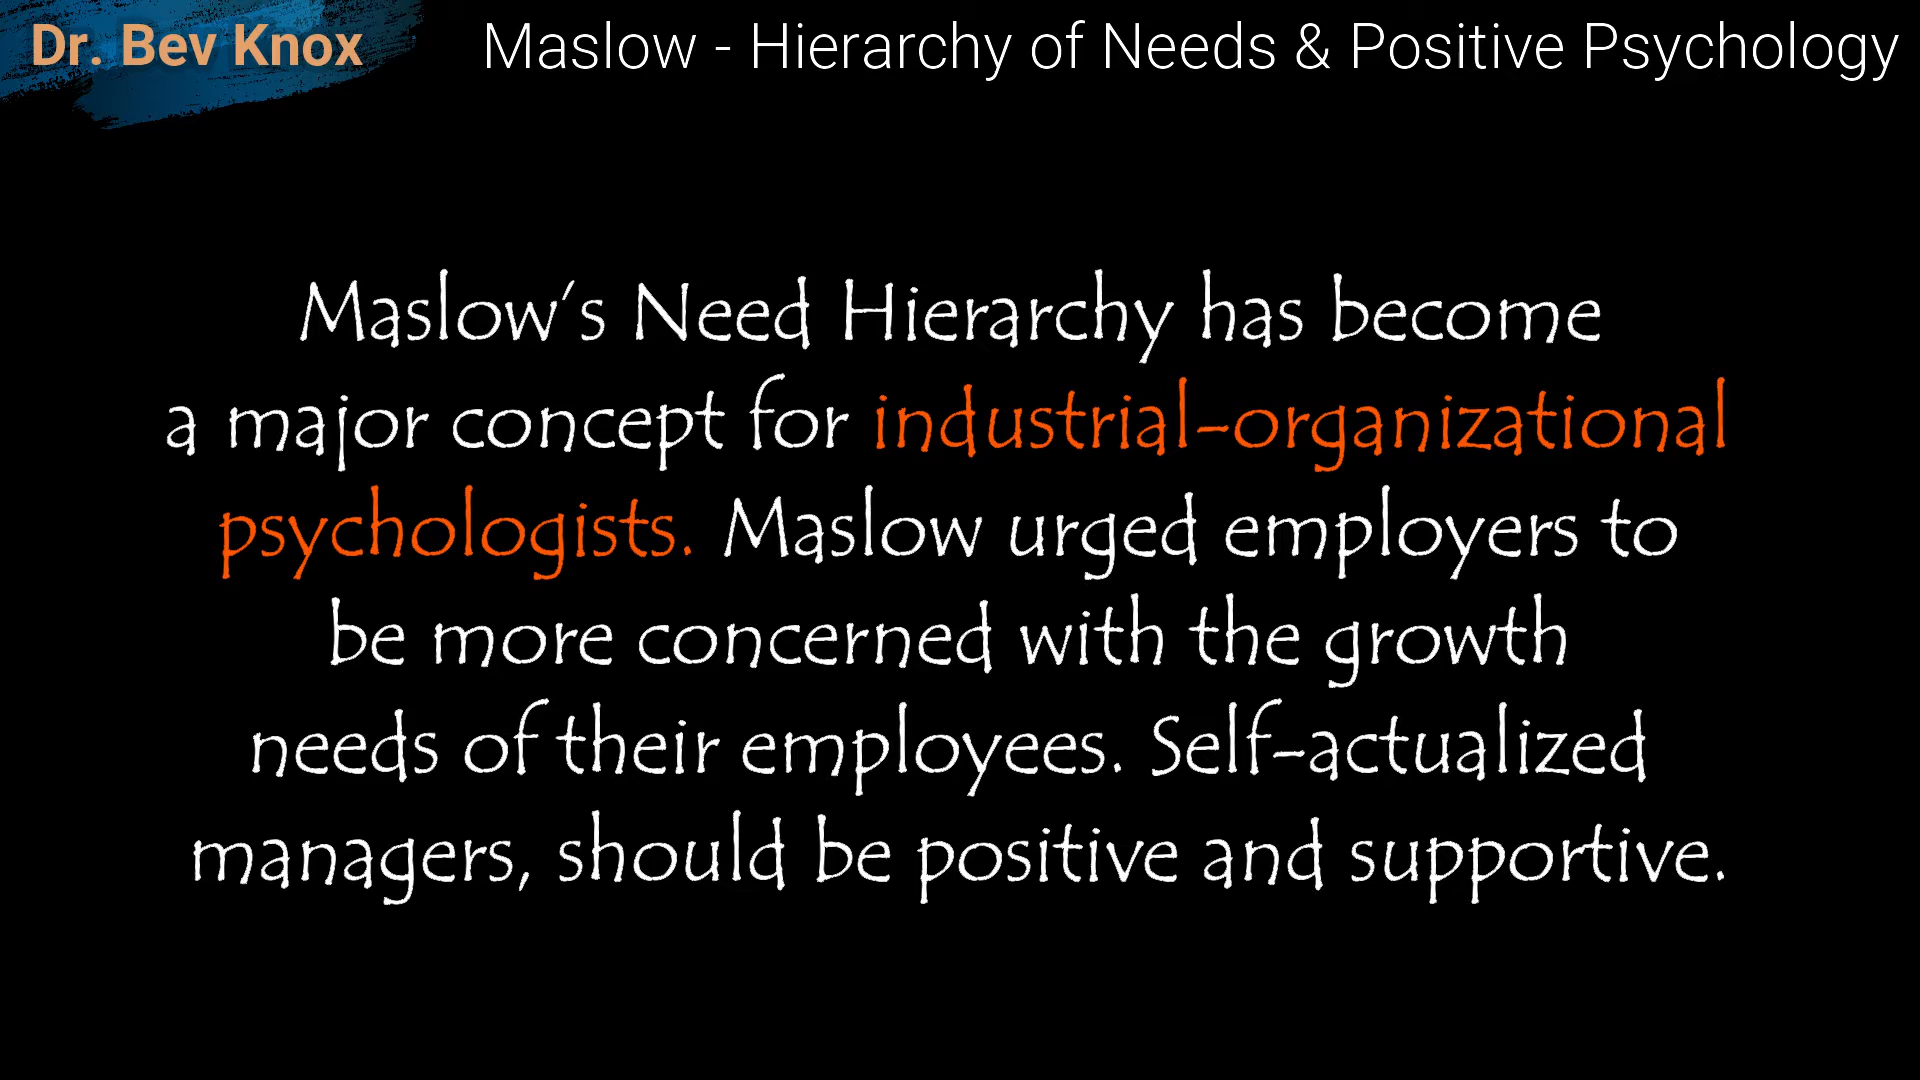 Dr. Bev Knox
Maslow - Hierarchy of Needs & Positive Psychology
Maslow's Need Hierarchy has become
a major concept for industrial-organizational
psychologists. Maslow urged employers to
be more concerned with the growth
needs of their employees. Self-actualized
managers, should be positive and supportive.